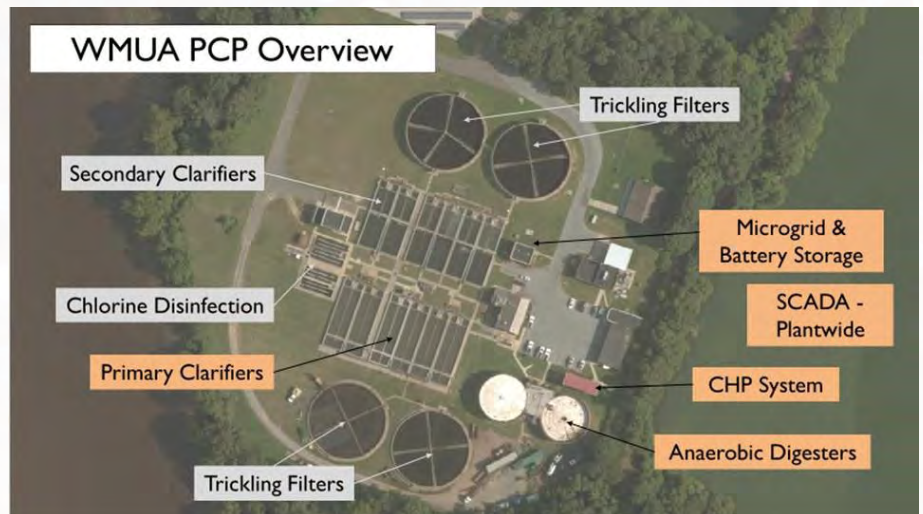 WMUA PCP Overview
Trickling Filters
Secondary Clarifiers
Microgrid &
Battery Storage
Chlorine Disinfection
SCADA -
Plantwide
Primary Clarifiers
CHP System
Anaerobic Digesters
Trickling Filters